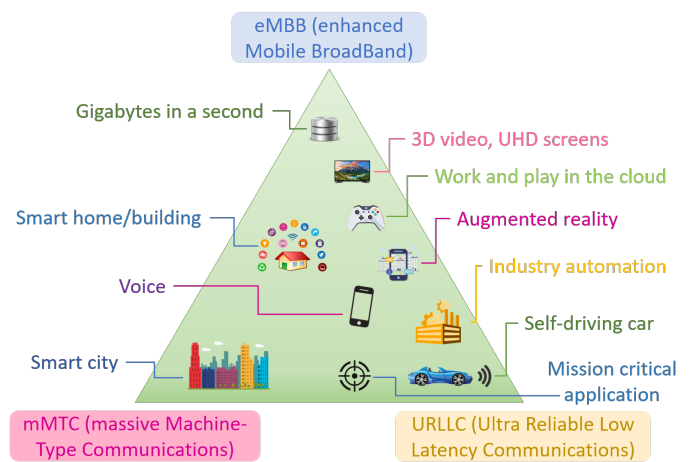 eMBB (enhanced
Mobile BroadBand)
Gigabytes in a second
3D video, UHD screens
Work and play in the cloud
Smart home/building
Augmented reality
Industry automation
Voice
Self-driving car
Smart city
Mission critical
application
mMTC (massive Machine-
Type Communications)
URLLC (Ultra Reliable Low
Latency Communications)